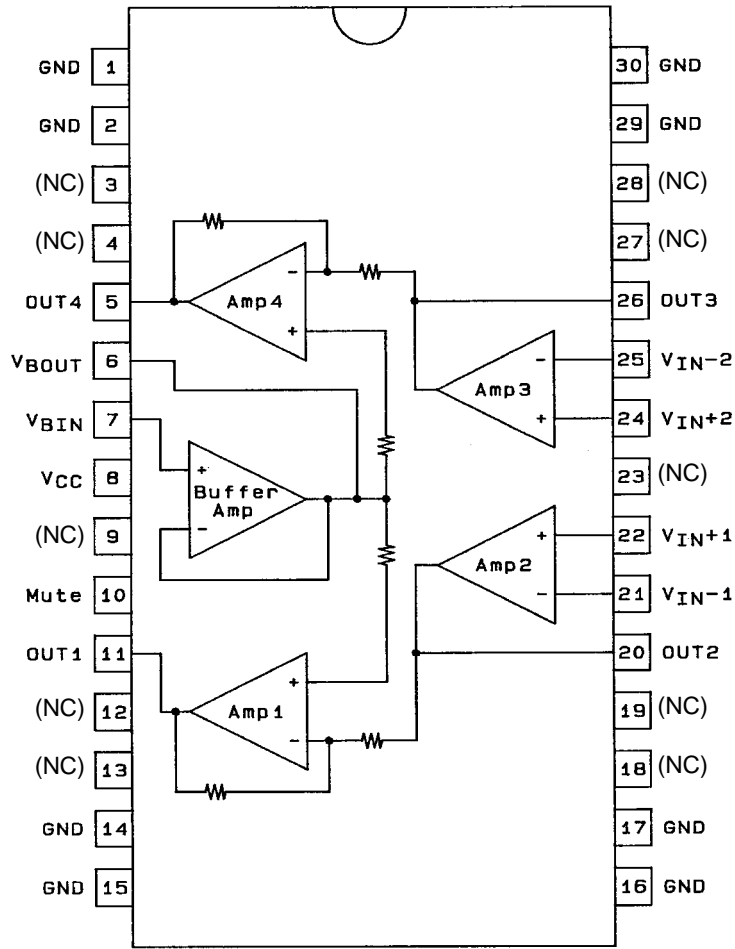 GND 1
GND 2
(NC) 3
(NC) 4
OUT4 5
VBOUT 6
VBIN 7
VCC 8
(NC) 9
Mute 10
OUT1 11
(NC) 12
(NC) 13
GND 14
GND 15
- Amp4 +
+ Buffer
Amp -
+ Amp1 -
- Amp3 +
+ Amp2 -
30 GND
29 GND
28 (NC)
27 (NC)
26 OUT3
25 VIN-2
24 VIN+2
23 (NC)
22 VIN+1
21 VIN-1
20 OUT2
19 (NC)
18 (NC)
17 GND
16 GND